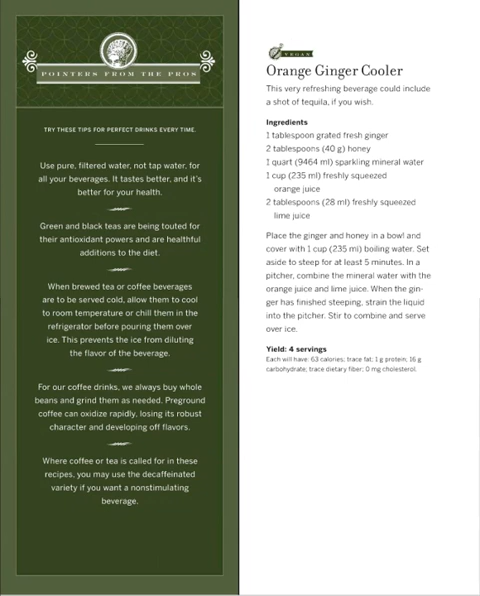 POINTERS FROM THE PROS
TRY THESE TIPS FOR PERFECT DRINKS EVERY TIME.
Use pure, filtered water, not tap water, for
all your beverages. It tastes better, and it's
better for your health.
Green and black teas are being touted for
their antioxidant powers and are healthful
additions to the diet.
When brewed tea or coffee beverages
are to be served cold, allow them to cool
to room temperature or chill them in the
refrigerator before pouring them over
ice. This prevents the ice from diluting
the flavor of the beverage.
For our coffee drinks, we always buy whole
beans and grind them as needed. Preground
coffee can oxidize rapidly, losing its robust
character and developing off flavors.
Where coffee or tea is called for in these
recipes, you may use the decaffeinated
variety if you want a nonstimulating
beverage.
VEGAN
Orange Ginger Cooler
This very refreshing beverage could include
a shot of tequila, if you wish.
Ingredients
1 tablespoon grated fresh ginger
2 tablespoons (40 g) honey
1 quart (9464 ml) sparkling mineral water
1 cup (235 ml) freshly squeezed
orange juice
2 tablespoons (28 ml) freshly squeezed
lime juice
Place the ginger and honey in a bowl and
cover with 1 cup (235 ml) boiling water. Set
aside to steep for at least 5 minutes. In a
pitcher, combine the mineral water with the
orange juice and lime juice. When the gin-
ger has finished steeping, strain the liquid
into the pitcher. Stir to combine and serve
over ice.
Yield: 4 servings
Each will have: 63 calories; trace fat; 1 g protein; 16 g
carbohydrate; trace dietary fiber; 0 mg cholesterol.